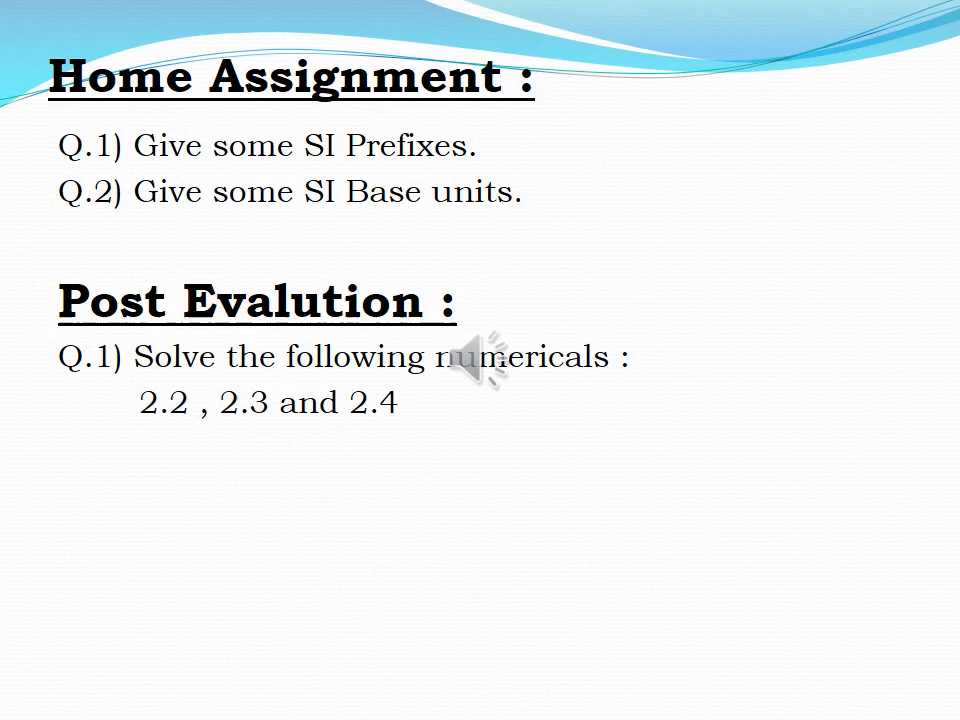 Home Assignment :
Q.1) Give some SI Prefixes.
Q.2) Give some SI Base units.
Post Evalution :
Q.1) Solve the following numericals :
2.2 , 2.3 and 2.4